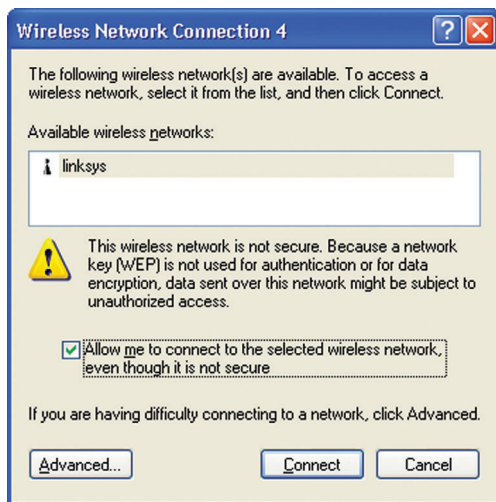 Wireless Network Connection 4
The following wireless network(s) are available. To access a
wireless network, select it from the list, and then click Connect.
Available wireless networks:
linksys
This wireless network is not secure. Because a network
key (WEP) is not used for authentication or for data
encryption, data sent over this network might be subject to
unauthorized access.
Allow me to connect to the selected wireless network,
even though it is not secure
If you are having difficulty connecting to a network, click Advanced.
Advanced... Connect Cancel